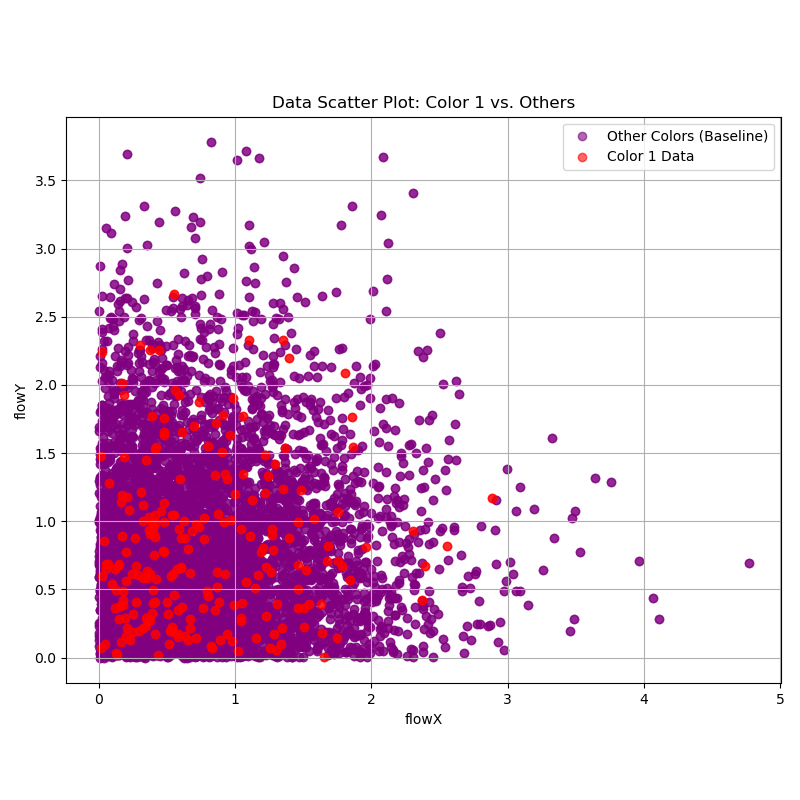 Data Scatter Plot: Color 1 vs. Others
Other Colors (Baseline)
Color 1 Data
flowY
3.5
3.0
2.5
2.0
1.5
1.0
0.5
0.0
0 1 2 3 4 5
flowX